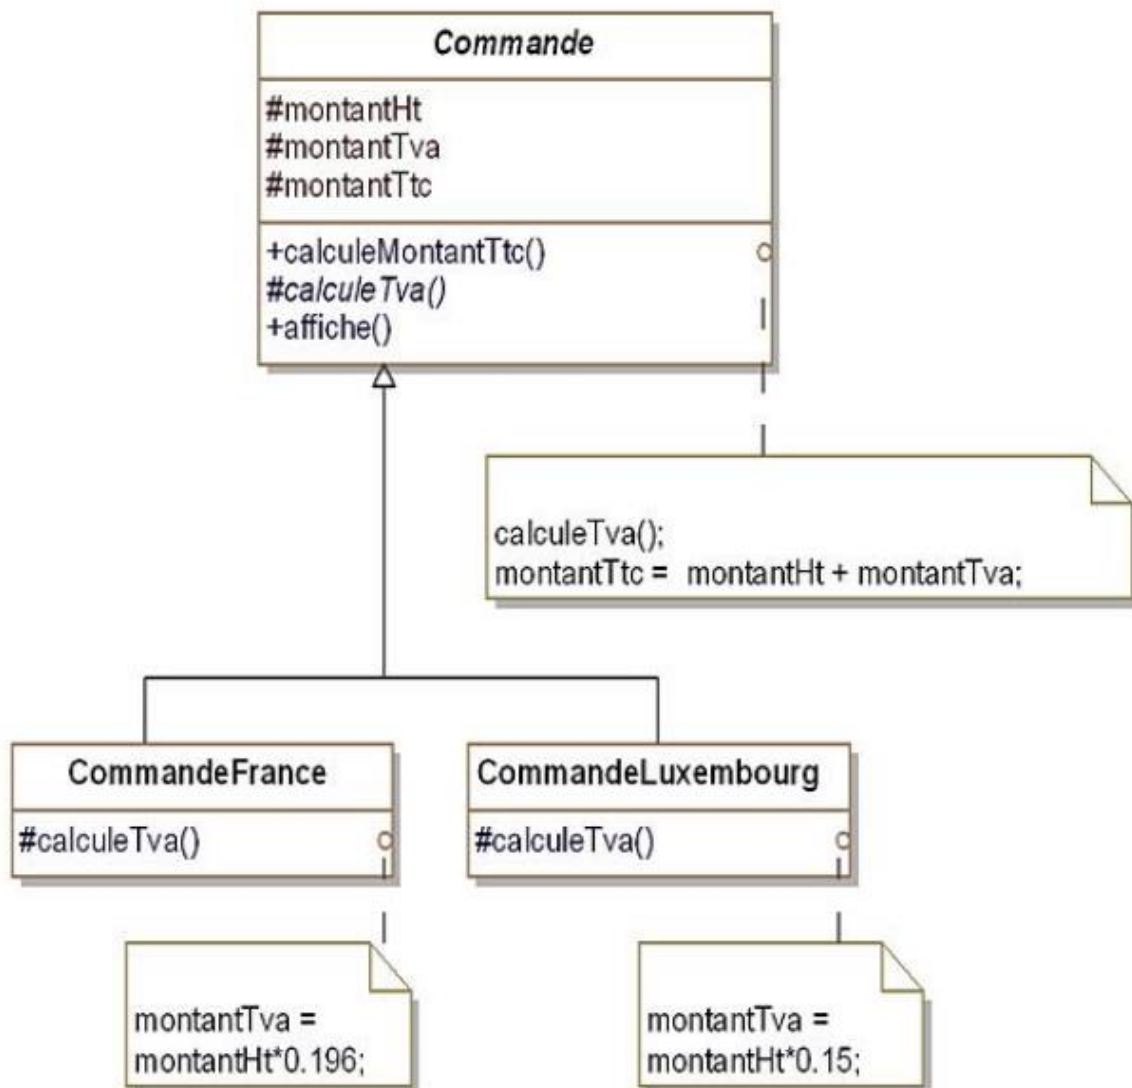 Commande
#montantHt
#montantTva
#montantTtc
+calculeMontantTtc()
#calculeTva()
+affiche()
calculeTva();
montantTtc = montantHt + montantTva;
CommandeFrance
#calculeTva()
CommandeLuxembourg
#calculeTva()
montantTva =
montantHt*0.196;
montantTva =
montantHt*0.15;